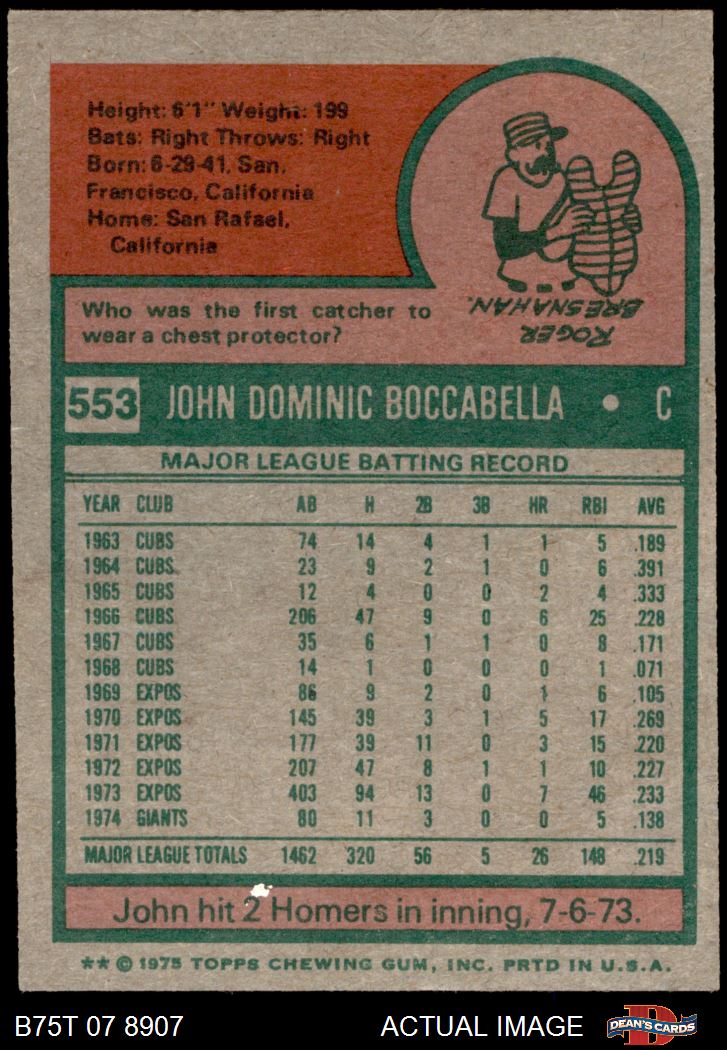 Height: 6'1" Weight: 199
Bats: Right Throws: Right
Born: 6-29-41, San.
Francisco, California
Home: San Rafael,
California
ROGER
BRESNAHAN.
Who was the first catcher to
wear a chest protector?
553 JOHN DOMINIC BOCCABELLA • C
MAJOR LEAGUE BATTING RECORD
YEAR CLUB AB H 2B 3B HR RBI AVG
1963 CUBS 74 14 4 1 1 5 .189
1964 CUBS 23 9 2 1 0 6 .391
1965 CUBS 12 4 0 0 2 4 .333
1966 CUBS 206 47 9 0 6 25 .228
1967 CUBS 35 6 1 1 0 8 .171
1968 CUBS 14 1 0 0 0 1 .071
1969 EXPOS 86 9 2 0 1 6 .105
1970 EXPOS 145 39 3 1 5 17 .269
1971 EXPOS 177 39 11 0 3 15 .220
1972 EXPOS 207 47 8 1 1 10 .227
1973 EXPOS 403 94 13 0 7 46 .233
1974 GIANTS 80 11 3 0 0 5 .138
MAJOR LEAGUE TOTALS 1462 320 56 5 26 148 .219
John hit 2 Homers in inning, 7-6-73.
** © 1975 TOPPS CHEWING GUM, INC. PRTD IN U.S.A.
B75T 07 8907 ACTUAL IMAGE
D
DEAN'S CARDS